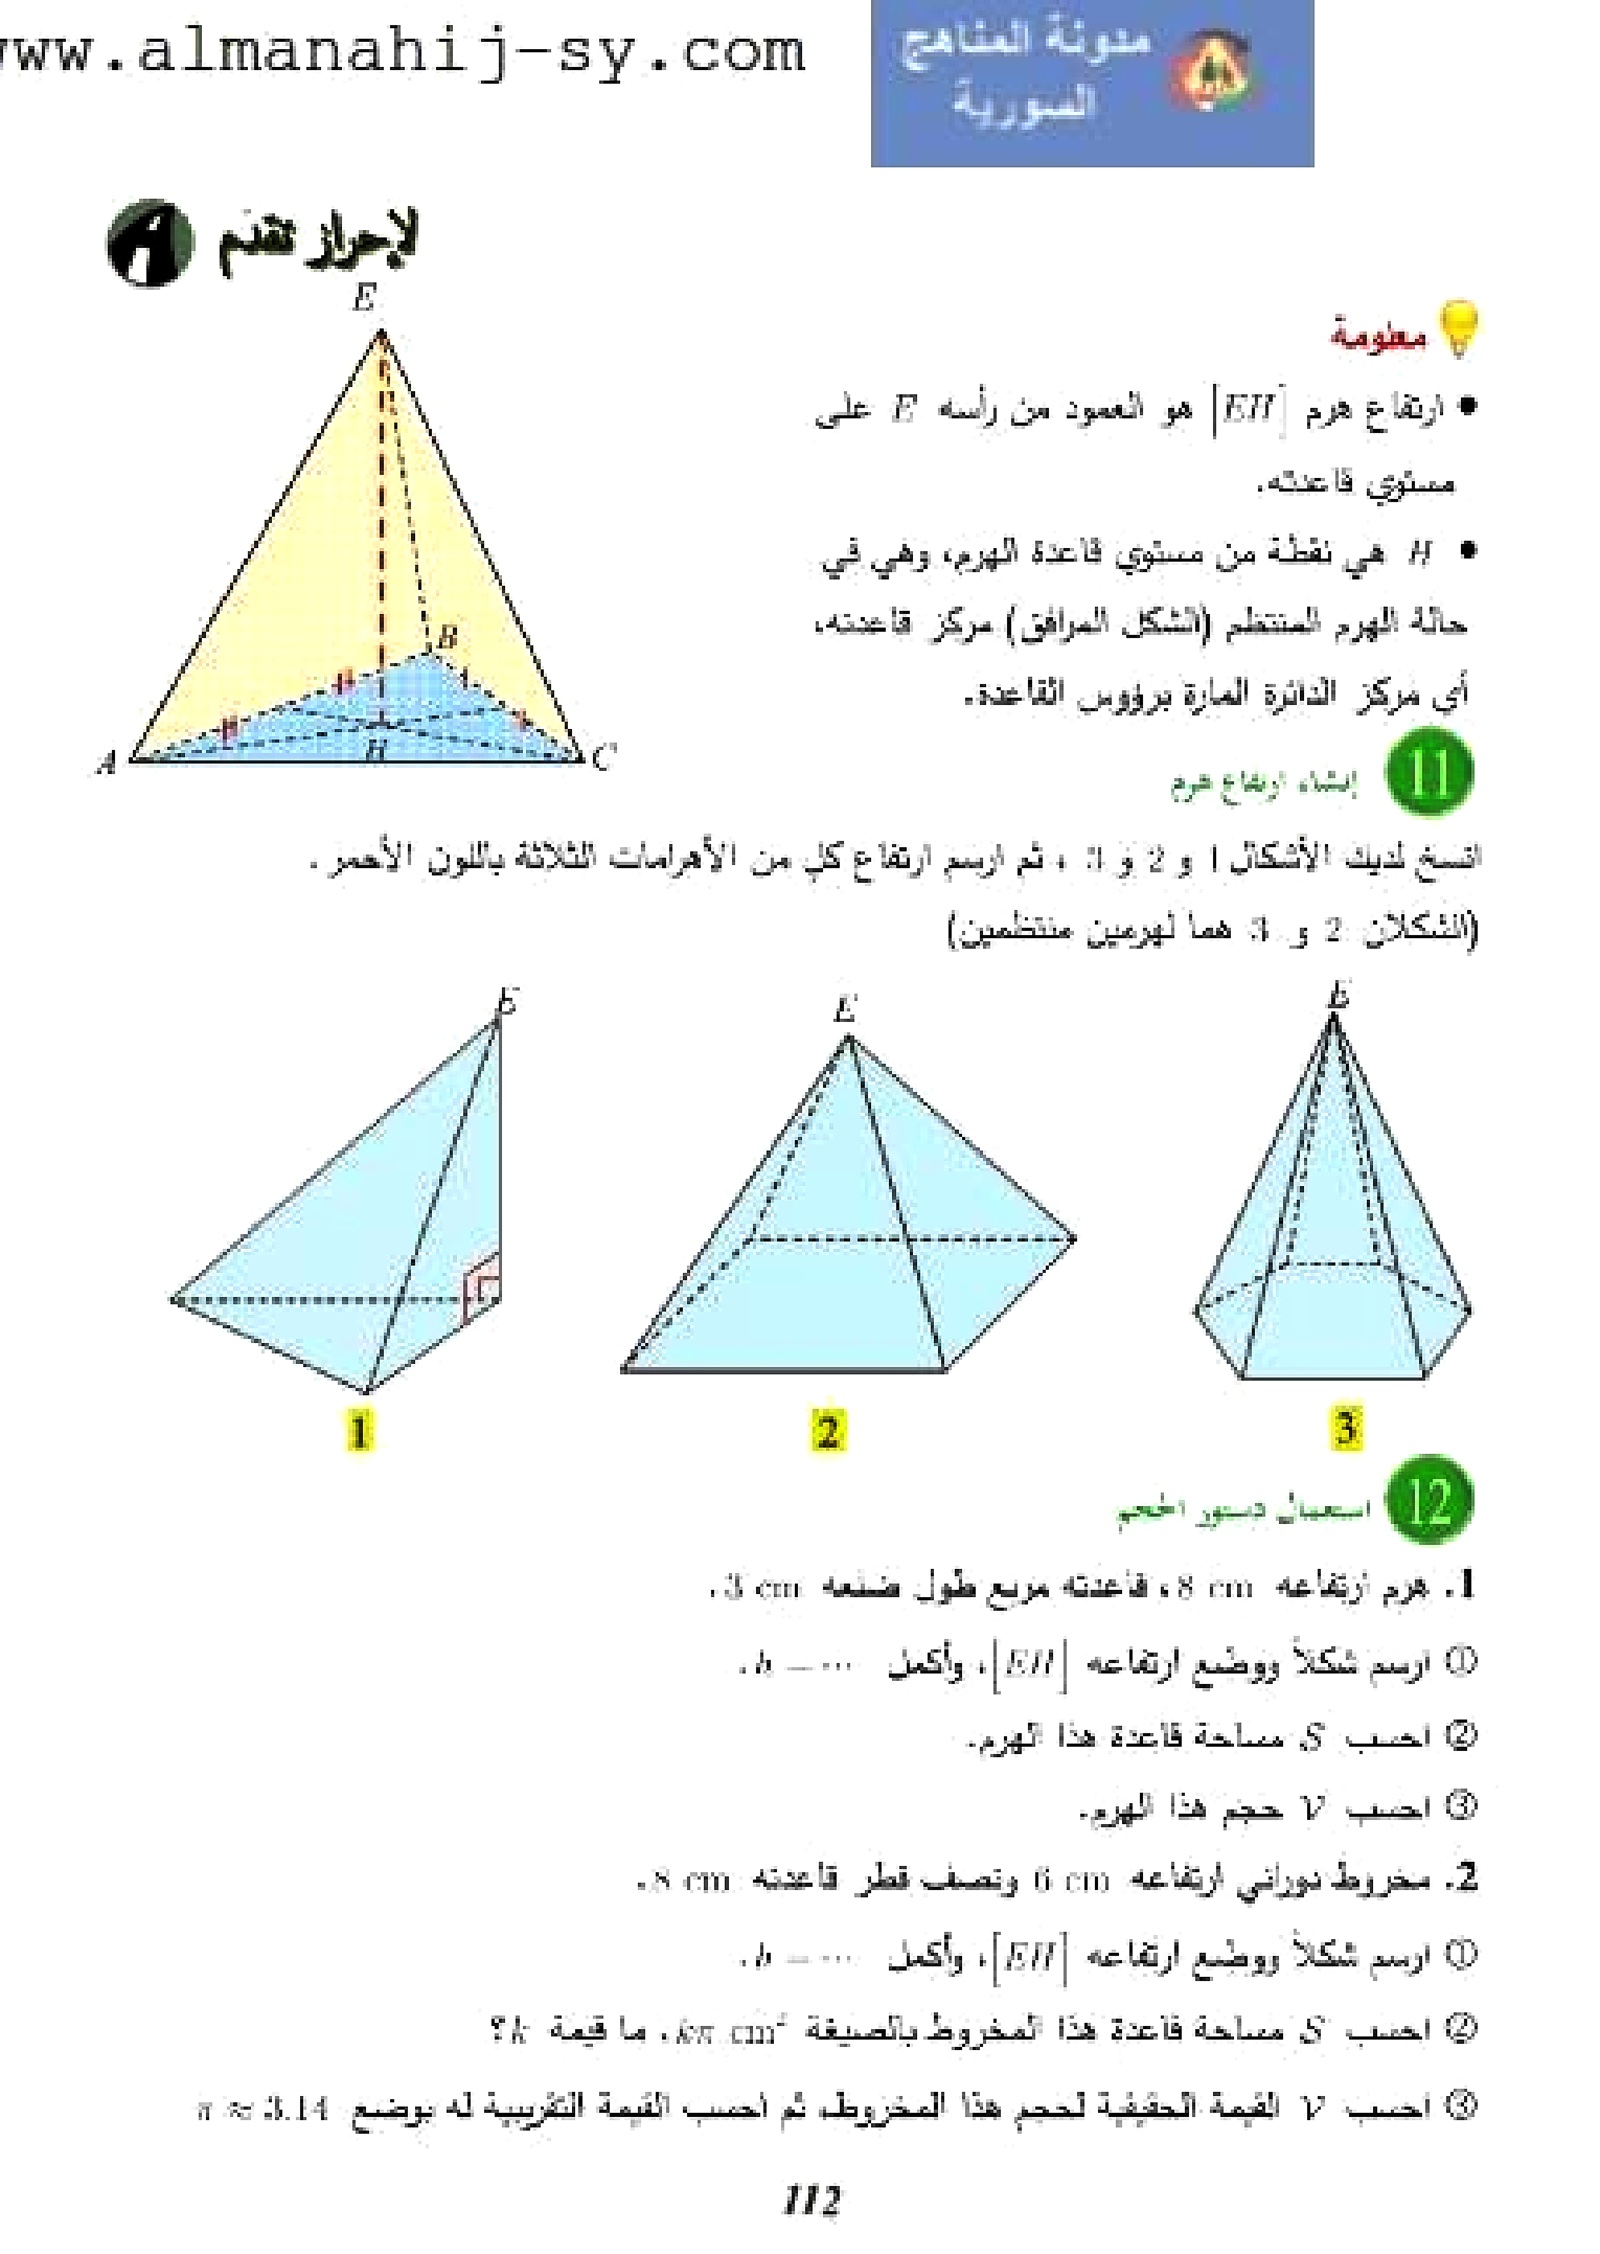 www.almanahij-sy.com
مدونة المناهج
السورية
لإحراز تقدم
E
معلومة
• ارتفاع هرم [EH] هو العمود من رأسه E على
مستوي قاعدته.
• H هي نقطة من مستوي قاعدة الهرم، وهي في
حالة الهرم المنتظم (الشكل المرافق) مركز قاعدته،
أي مركز الدائرة المارة برؤوس القاعدة.
B
A
H
C
11 إنشاء ارتفاع هرم
انسخ لديك الأشكال 1 و 2 و 3 ، ثم ارسم ارتفاع كل من الأهرامات الثلاثة باللون الأحمر.
(الشكلان 2 و 3 هما لهرمين منتظمين)
E
E
E
1
2
3
12 استعمال دستور الحجم
1. هرم ارتفاعه 8 cm، قاعدته مربع طول ضلعه 3 cm.
① ارسم شكلاً ووضع ارتفاعه [EH]، وأكمل h = ⋯.
② احسب S مساحة قاعدة هذا الهرم.
③ احسب V حجم هذا الهرم.
2. مخروط دوراني ارتفاعه 6 cm ونصف قطر قاعدته 8 cm.
① ارسم شكلاً ووضع ارتفاعه [EH]، وأكمل h = ⋯.
② احسب S مساحة قاعدة هذا المخروط بالصيغة kπ cm²، ما قيمة k؟
③ احسب V القيمة الحقيقية لحجم هذا المخروط، ثم احسب القيمة التقريبية له بوضع π ≈ 3.14
112